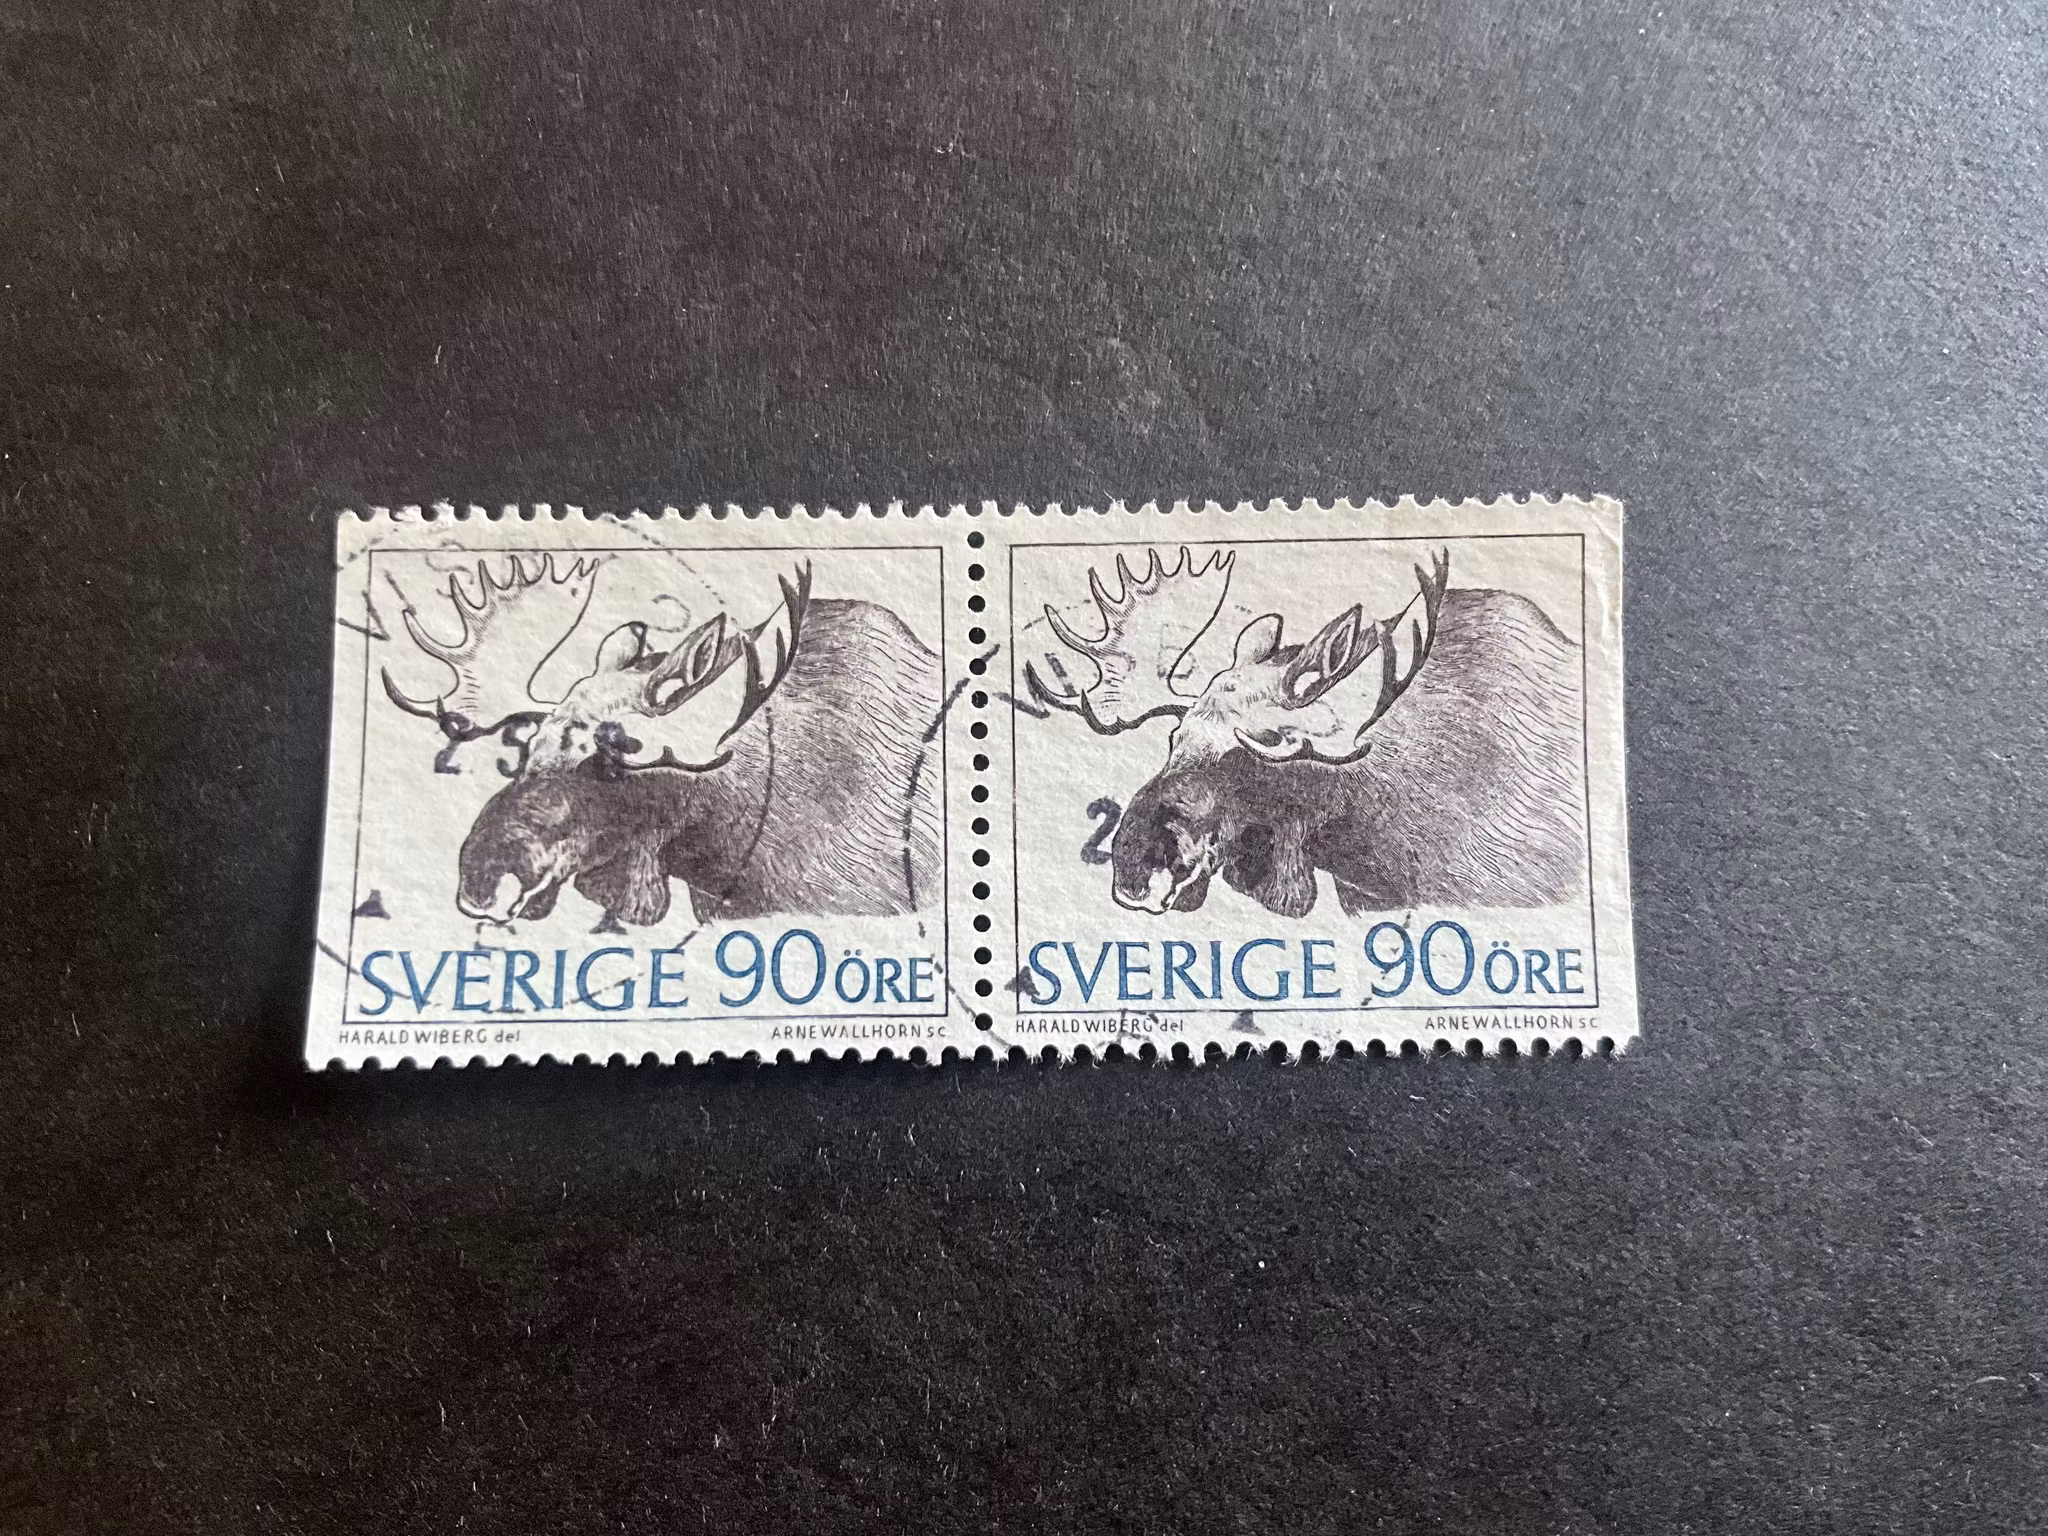 SVERIGE 90 ÖRE
HARALD WIBERG del ARNE WALLHORN SC
SVERIGE 90 ÖRE
HARALD WIBERG del ARNE WALLHORN SC